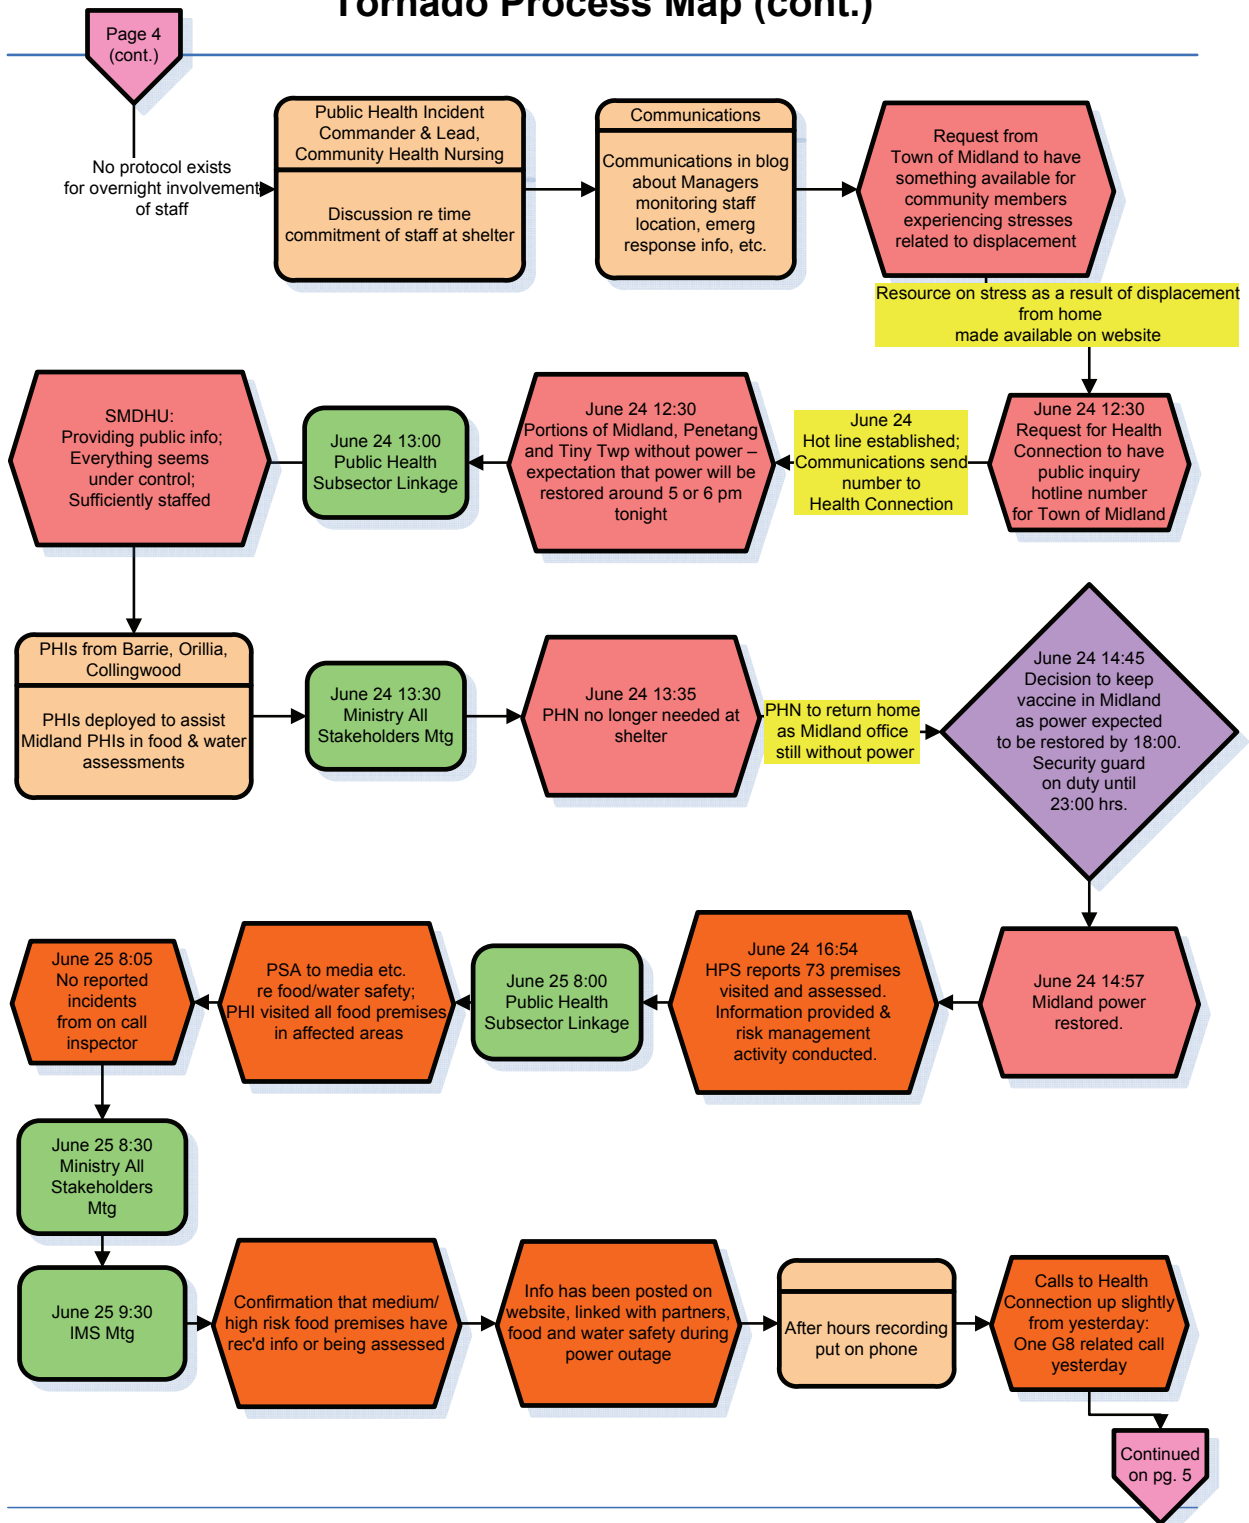 Tornado Process Map (cont.)
Page 4
(cont.)
No protocol exists
for overnight involvement
of staff
Public Health Incident
Commander & Lead,
Community Health Nursing
Discussion re time
commitment of staff at shelter
Communications
Communications in blog
about Managers
monitoring staff
location, emerg
response info, etc.
Request from
Town of Midland to have
something available for
community members
experiencing stresses
related to displacement
Resource on stress as a result of displacement
from home
made available on website
June 24 12:30
Request for Health
Connection to have
public inquiry
hotline number
for Town of Midland
June 24
Hot line established;
Communications send
number to
Health Connection
June 24 12:30
Portions of Midland, Penetang
and Tiny Twp without power –
expectation that power will be
restored around 5 or 6 pm
tonight
June 24 13:00
Public Health
Subsector Linkage
SMDHU:
Providing public info;
Everything seems
under control;
Sufficiently staffed
PHIs from Barrie, Orillia,
Collingwood
PHIs deployed to assist
Midland PHIs in food & water
assessments
June 24 13:30
Ministry All
Stakeholders Mtg
June 24 13:35
PHN no longer needed at
shelter
PHN to return home
as Midland office
still without power
June 24 14:45
Decision to keep
vaccine in Midland
as power expected
to be restored by 18:00.
Security guard
on duty until
23:00 hrs.
June 24 14:57
Midland power
restored.
June 24 16:54
HPS reports 73 premises
visited and assessed.
Information provided &
risk management
activity conducted.
June 25 8:00
Public Health
Subsector Linkage
PSA to media etc.
re food/water safety;
PHI visited all food premises
in affected areas
June 25 8:05
No reported
incidents
from on call
inspector
June 25 8:30
Ministry All
Stakeholders
Mtg
June 25 9:30
IMS Mtg
Confirmation that medium/
high risk food premises have
rec'd info or being assessed
Info has been posted on
website, linked with partners,
food and water safety during
power outage
After hours recording
put on phone
Calls to Health
Connection up slightly
from yesterday:
One G8 related call
yesterday
Continued
on pg. 5